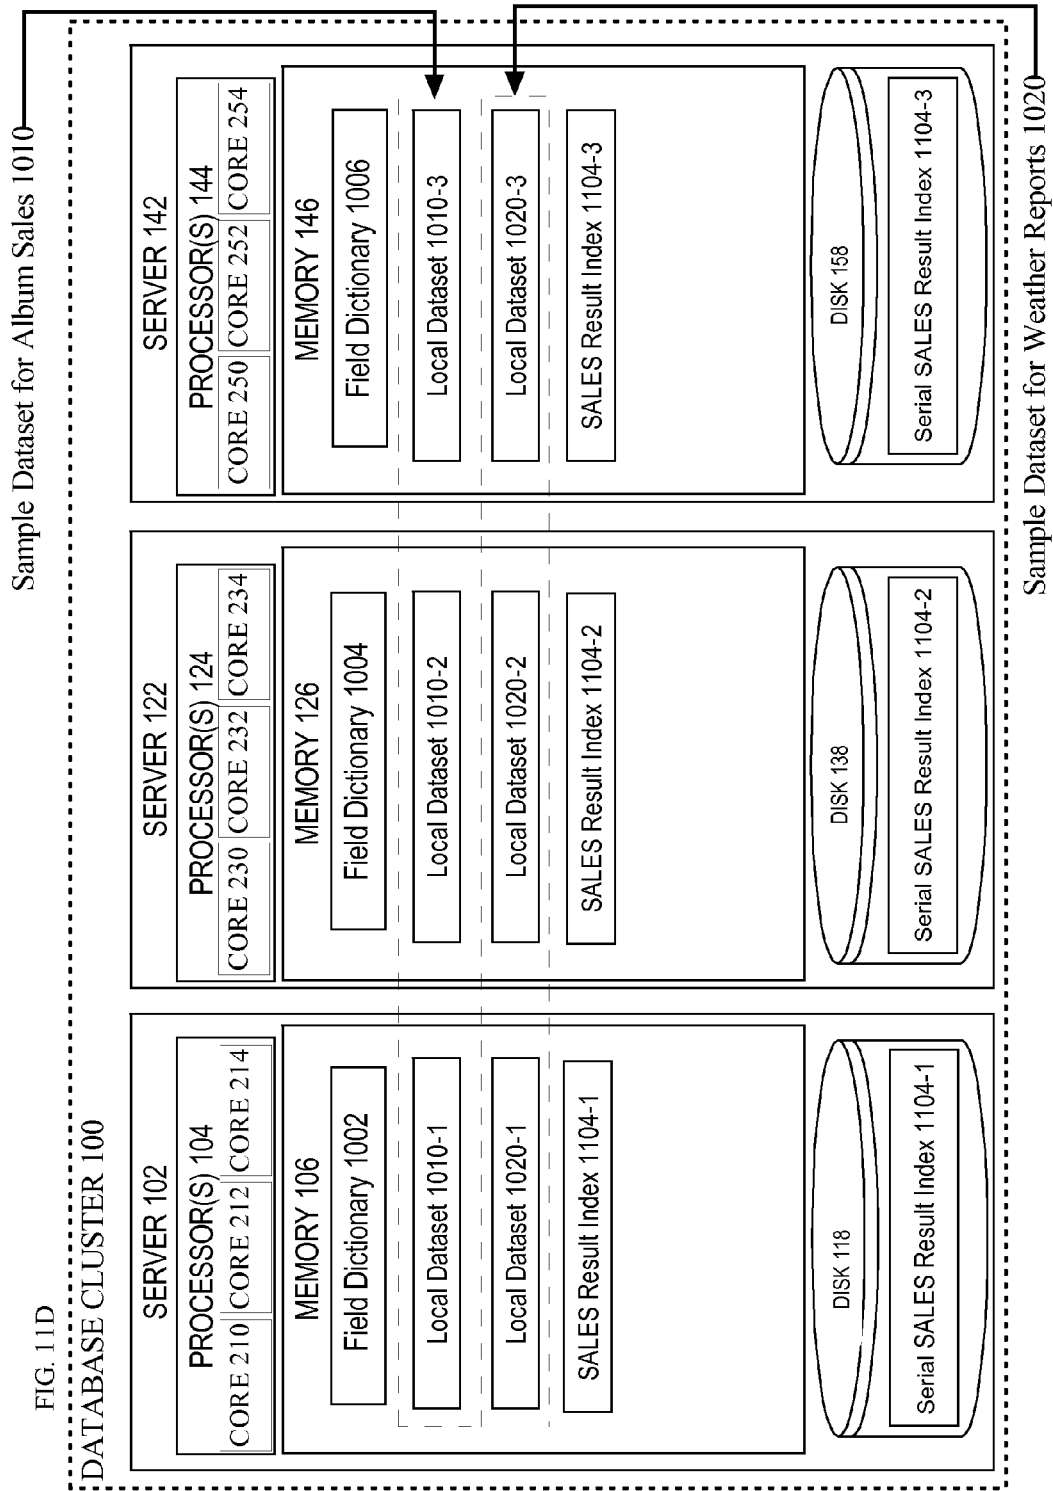 FIG. 11D
Sample Dataset for Album Sales 1010
DATABASE CLUSTER 100
SERVER 102
PROCESSOR(S) 104
CORE 210 CORE 212 CORE 214
MEMORY 106
Field Dictionary 1002
Local Dataset 1010-1
Local Dataset 1020-1
SALES Result Index 1104-1
DISK 118
Serial SALES Result Index 1104-1
SERVER 122
PROCESSOR(S) 124
CORE 230 CORE 232 CORE 234
MEMORY 126
Field Dictionary 1004
Local Dataset 1010-2
Local Dataset 1020-2
SALES Result Index 1104-2
DISK 138
Serial SALES Result Index 1104-2
SERVER 142
PROCESSOR(S) 144
CORE 250 CORE 252 CORE 254
MEMORY 146
Field Dictionary 1006
Local Dataset 1010-3
Local Dataset 1020-3
SALES Result Index 1104-3
DISK 158
Serial SALES Result Index 1104-3
Sample Dataset for Weather Reports 1020